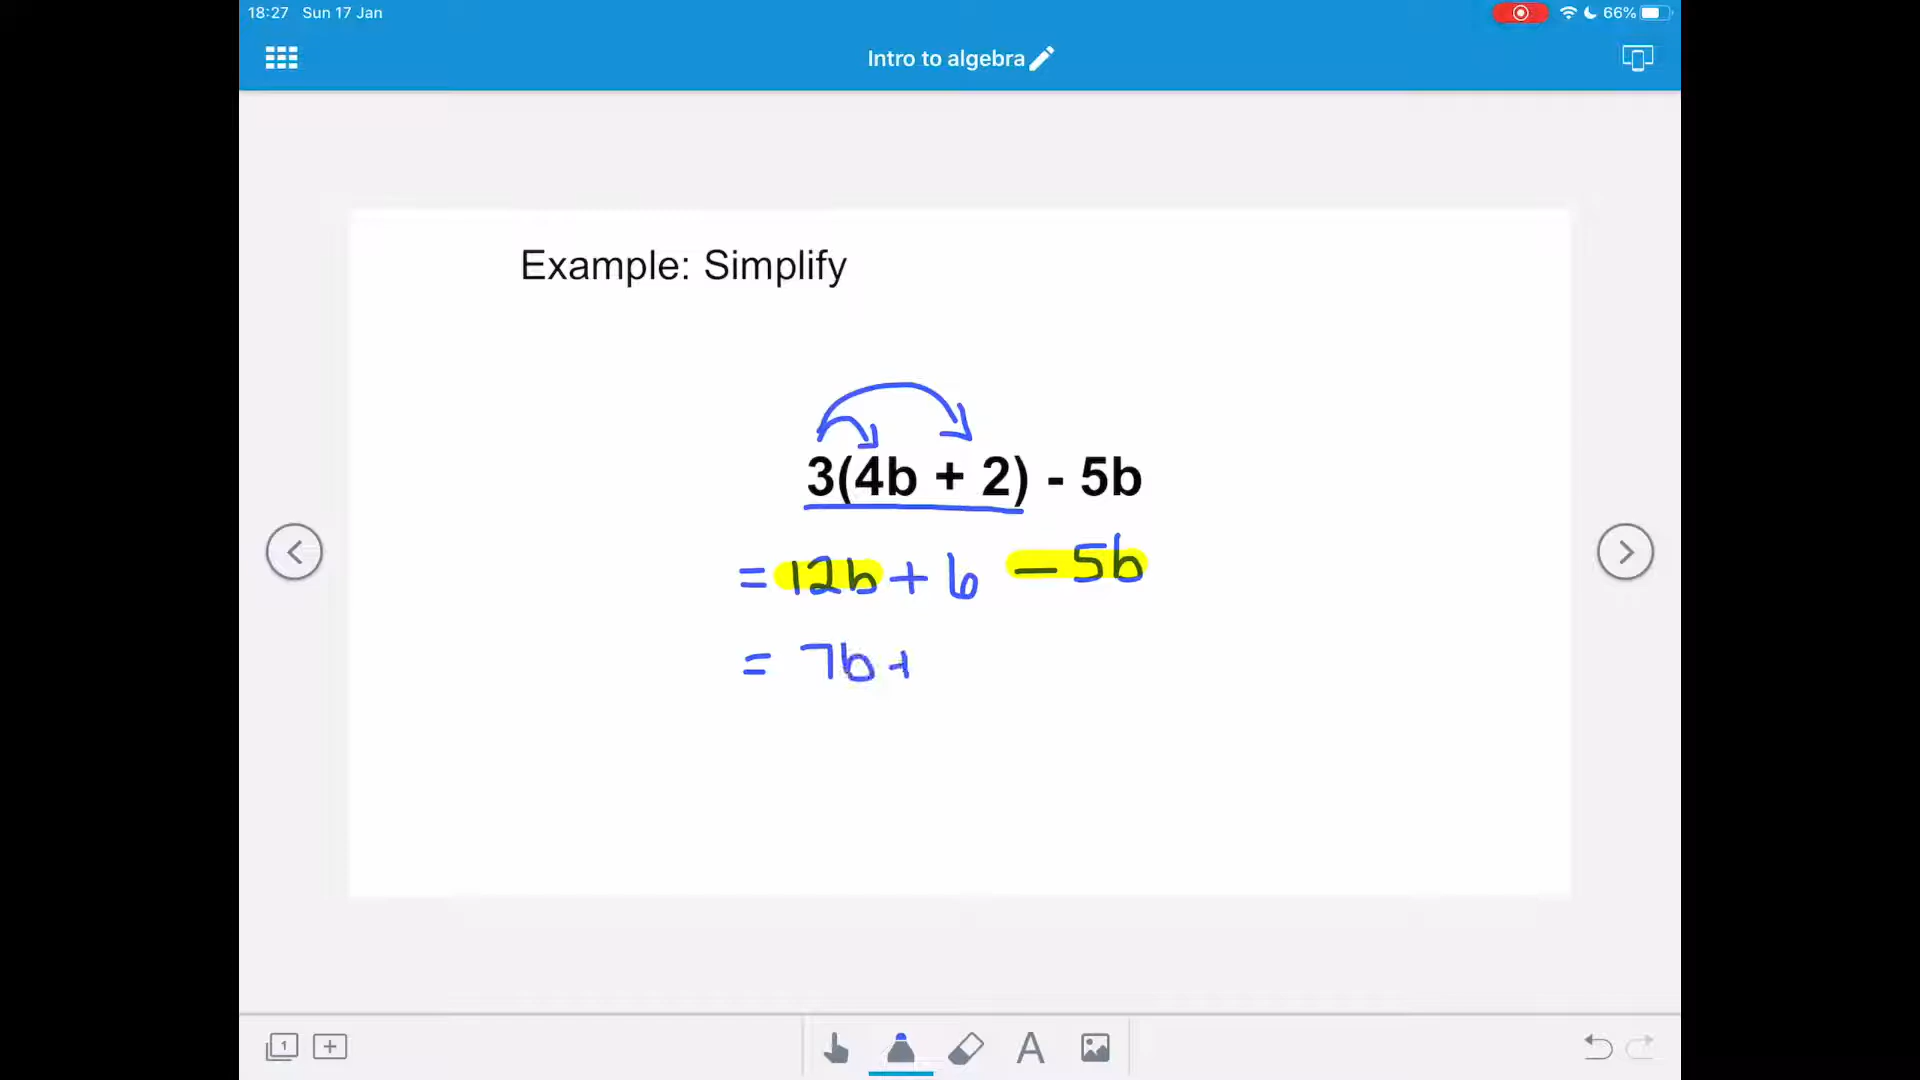 18:27 Sun 17 Jan 66%
Intro to algebra
Example: Simplify
3(4b + 2) - 5b
= 12b + 6 - 5b
= 7b +
1 A